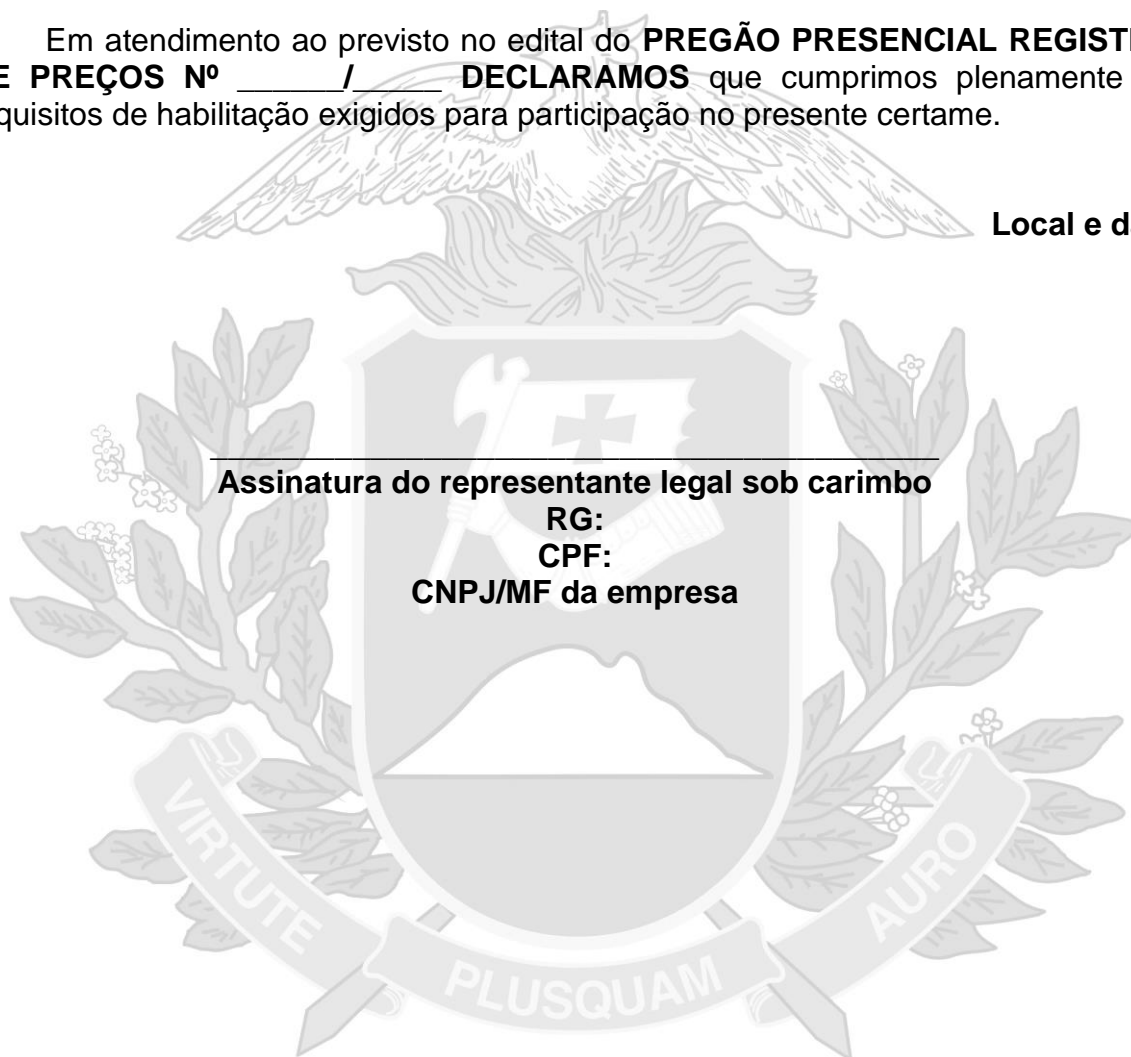 Em atendimento ao previsto no edital do PREGÃO PRESENCIAL REGIST
E PREÇOS Nº ______/_____ DECLARAMOS que cumprimos plenamente
quisitos de habilitação exigidos para participação no presente certame.
Local e d
_________________________________________
Assinatura do representante legal sob carimbo
RG:
CPF:
CNPJ/MF da empresa
VIRTUTE PLUSQUAM AURO